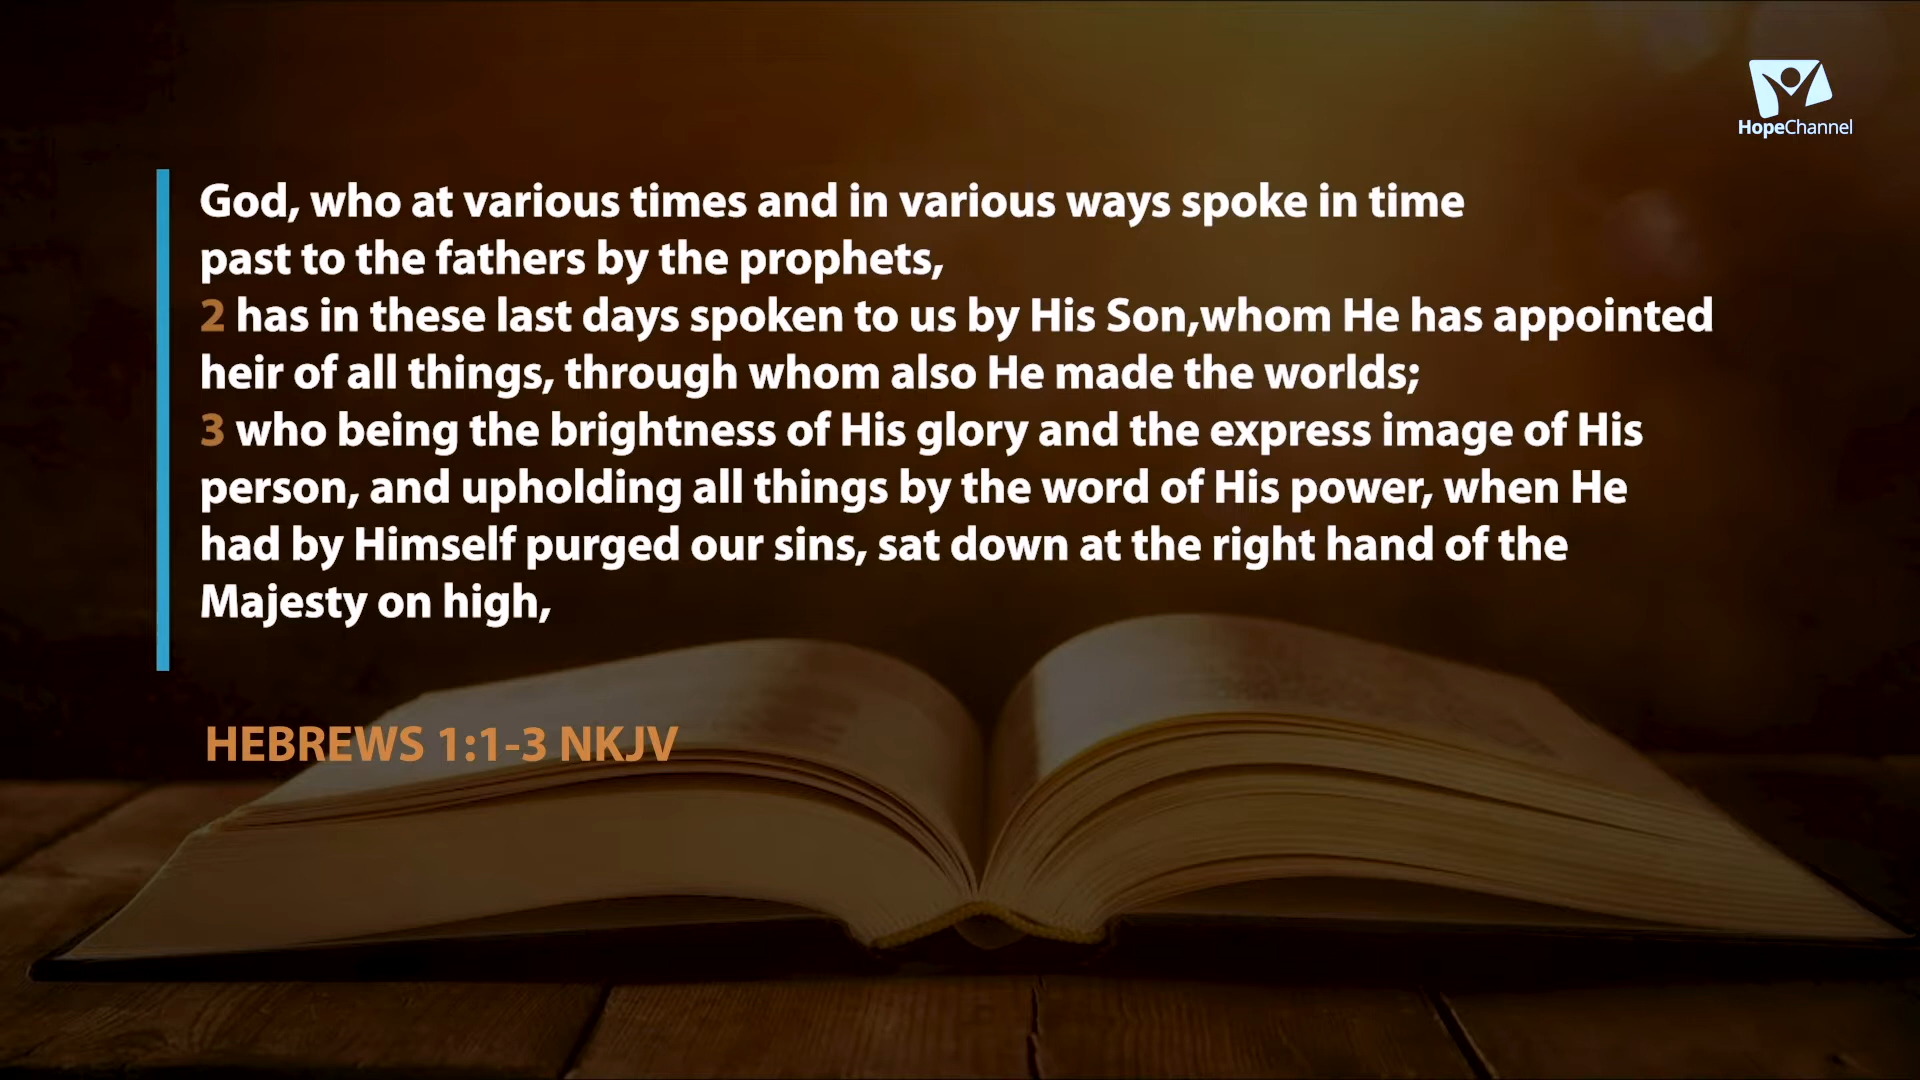 HopeChannel
God, who at various times and in various ways spoke in time
past to the fathers by the prophets,
2 has in these last days spoken to us by His Son,whom He has appointed
heir of all things, through whom also He made the worlds;
3 who being the brightness of His glory and the express image of His
person, and upholding all things by the word of His power, when He
had by Himself purged our sins, sat down at the right hand of the
Majesty on high,
HEBREWS 1:1-3 NKJV